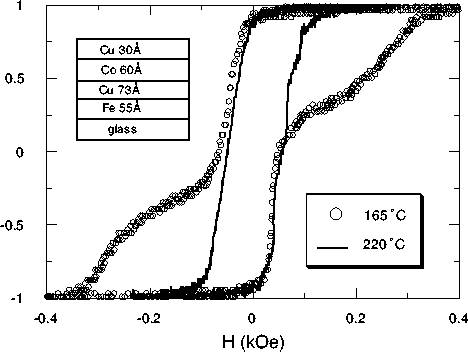 1
0.5
0
-0.5
-1
Cu 30Å
Co 60Å
Cu 73Å
Fe 55Å
glass
165˚C
220˚C
-0.4
-0.2
0
0.2
0.4
H (kOe)